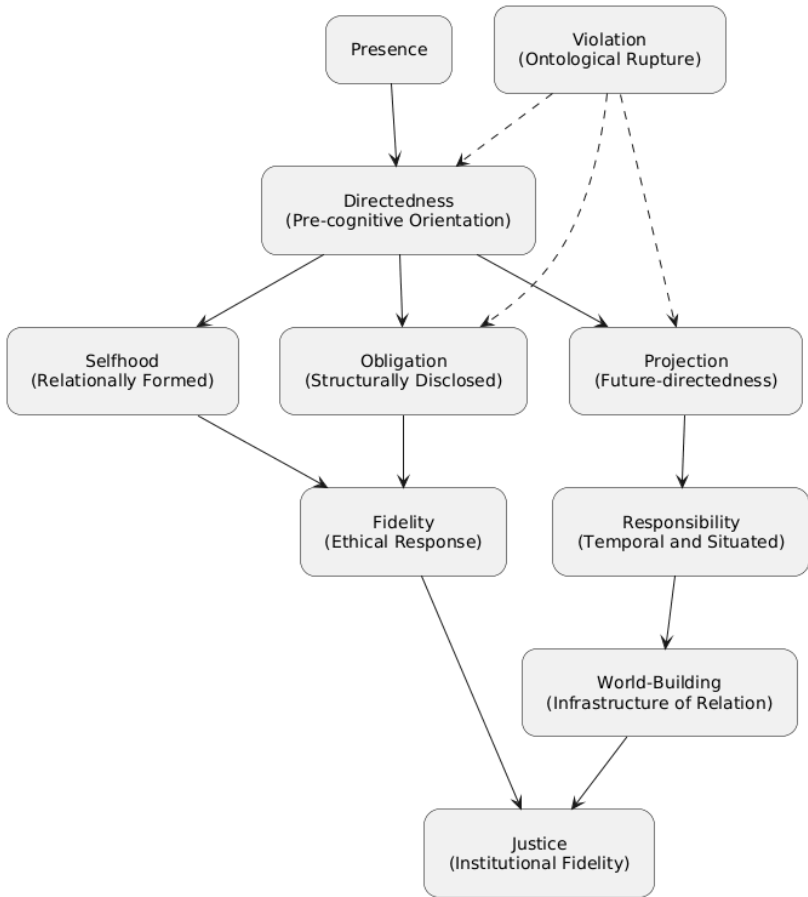 Presence
Violation
(Ontological Rupture)
Directedness
(Pre-cognitive Orientation)
Selfhood
(Relationally Formed)
Obligation
(Structurally Disclosed)
Projection
(Future-directedness)
Fidelity
(Ethical Response)
Responsibility
(Temporal and Situated)
World-Building
(Infrastructure of Relation)
Justice
(Institutional Fidelity)